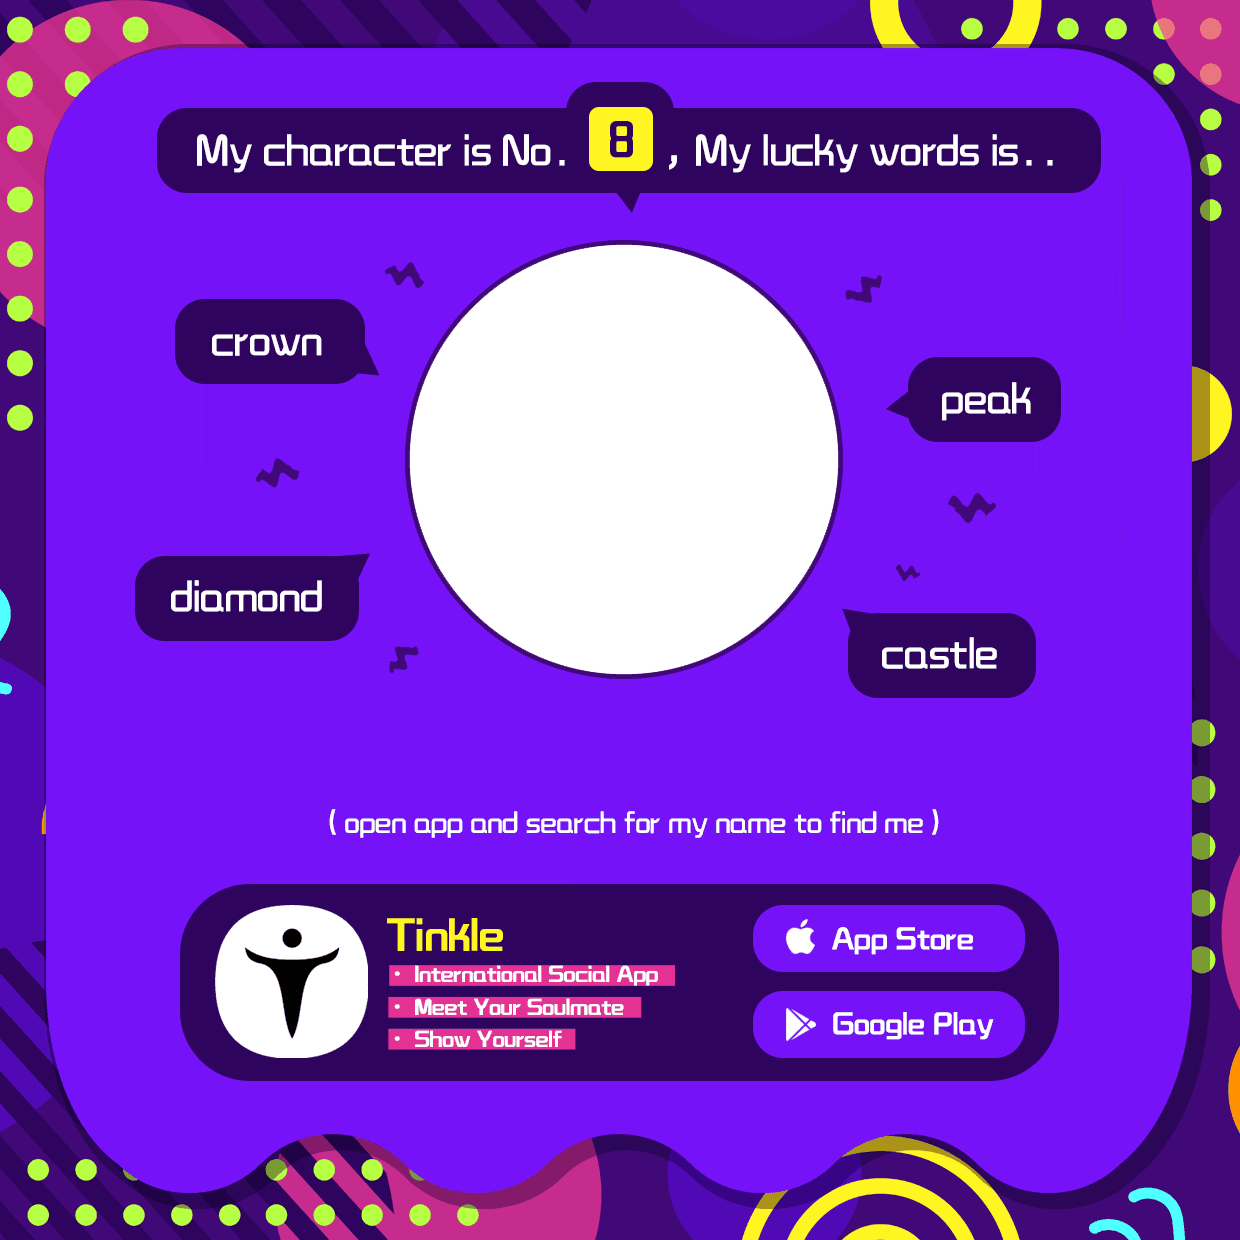 My character is No. 8 , My lucky words is . .
crown
peak
diamond
castle
( open app and search for my name to find me )
Tinkle
• International Social App
• Meet Your Soulmate
• Show Yourself
App Store
Google Play